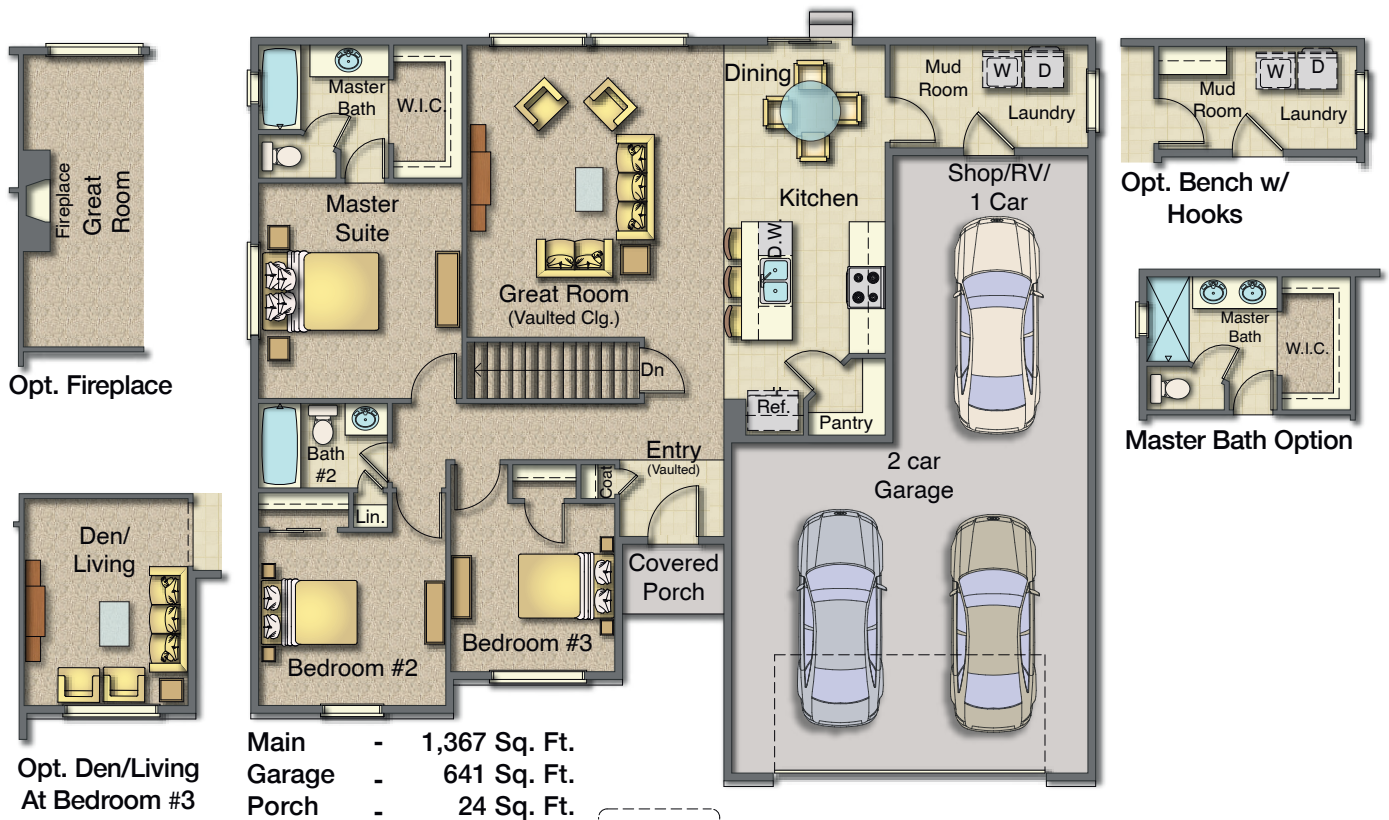 Fireplace
Great
Room
Opt. Fireplace
Den/
Living
Opt. Den/Living
At Bedroom #3
Master
Bath
W.I.C.
Master
Suite
Great Room
(Vaulted Clg.)
Dining
Kitchen
D.W.
Mud
Room
W
D
Laundry
Shop/RV/
1 Car
Dn
Ref.
Pantry
Bath
#2
Lin.
Coat
Entry
(Vaulted)
2 car
Garage
Covered
Porch
Bedroom #2
Bedroom #3
Main - 1,367 Sq. Ft.
Garage - 641 Sq. Ft.
Porch - 24 Sq. Ft.
Mud
Room
W
D
Laundry
Opt. Bench w/
Hooks
Master
Bath
W.I.C.
Master Bath Option